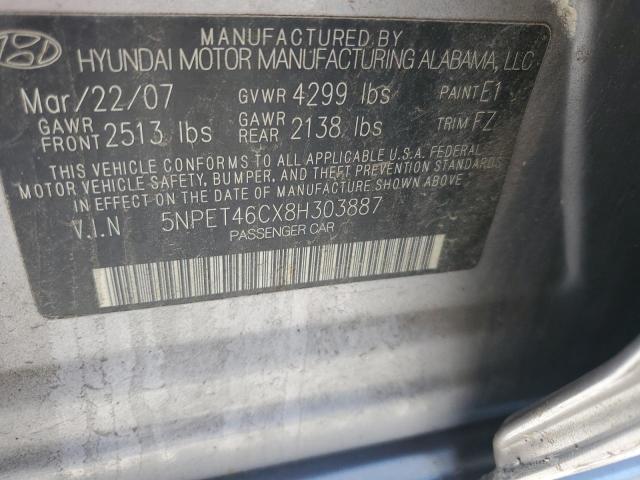 MANUFACTURED BY
HYUNDAI MOTOR MANUFACTURING ALABAMA, LLC
Mar/22/07 GVWR 4299 lbs PAINT E1
GAWR FRONT 2513 lbs GAWR REAR 2138 lbs TRIM FZ
THIS VEHICLE CONFORMS TO ALL APPLICABLE U.S.A. FEDERAL
MOTOR VEHICLE SAFETY, BUMPER, AND THEFT PREVENTION STANDARDS
IN EFFECT ON THE DATE OF MANUFACTURE SHOWN ABOVE.
V.I.N 5NPET46CX8H303887
PASSENGER CAR